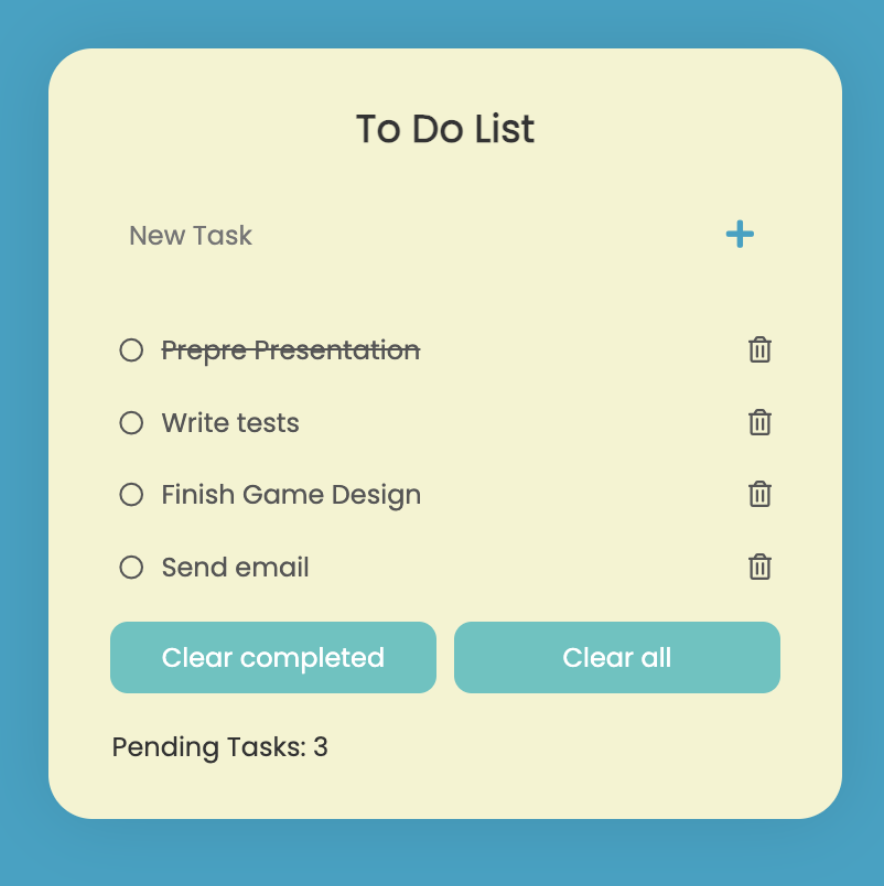 To Do List
New Task
Prepre Presentation
Write tests
Finish Game Design
Send email
Clear completed
Clear all
Pending Tasks: 3